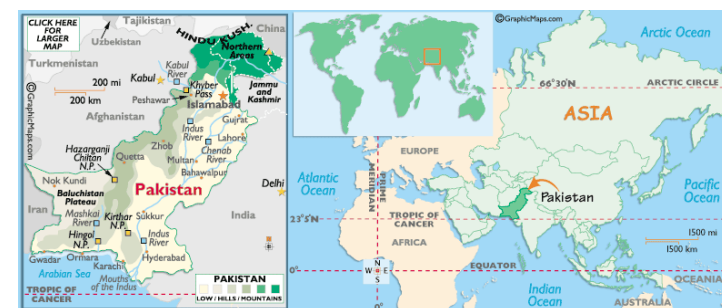 CLICK HERE
FOR
LARGER
MAP
Tajikistan
China
Uzbekistan
Turkmenistan
HINDU KUSH
Northern
Areas
Kabul
River
Kabul
Khyber
Pass
Jammu
and
Kashmir
200 mi
200 km
Peshawar
Islamabad
©GraphicMaps.com
Afghanistan
Gujrat
Indus
River
Lahore
Hazarganji
Chiltan
N.P.
Zhob
Chenab
River
Quetta
Multan
Bahawalpur
Nok Kundi
Pakistan
Delhi
Baluchistan
Plateau
Iran
Mashkai
River
Kirthar
N.P.
Sukkur
India
Hingol
N.P.
Indus
River
Gwadar
Ormara
Hyderabad
Karachi
Arabian Sea
Mouths
of the Indus
TROPIC OF
CANCER
PAKISTAN
LOW / HILLS / MOUNTAINS
©GraphicMaps.com
Arctic Ocean
66°30'N
ARCTIC CIRCLE
ASIA
EUROPE
Atlantic
Ocean
PRIME
MERIDIAN
Pakistan
Pacific
Ocean
23°5'N
TROPIC OF
CANCER
AFRICA
1500 mi
1500 km
N
W E
S
0°
EQUATOR
0°
Indian
Ocean
OCEANIA
AUSTRALIA